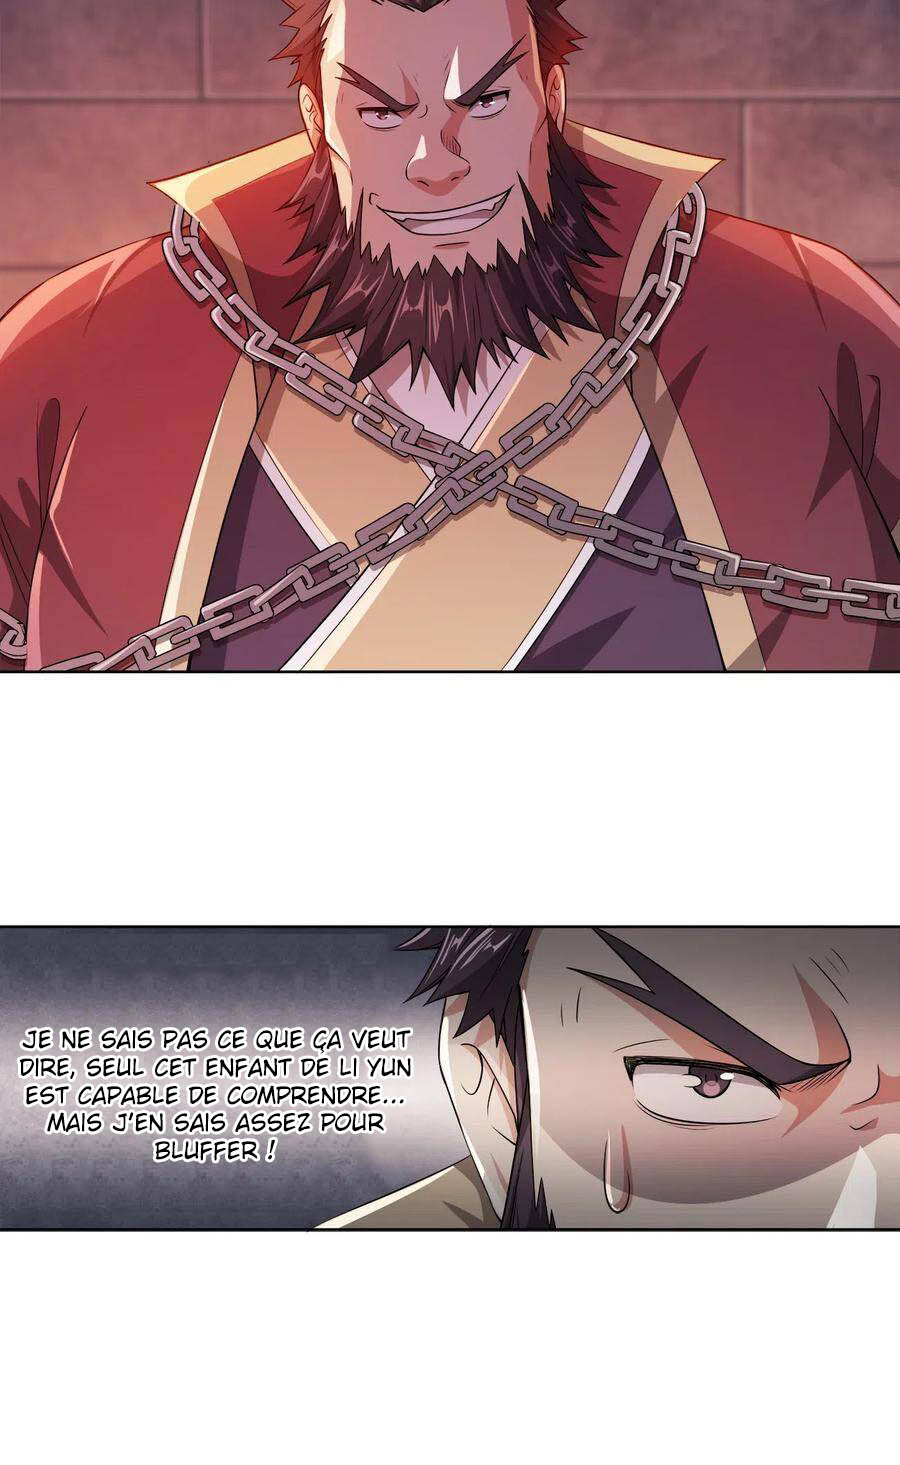 JE NE SAIS PAS CE QUE ÇA VEUT
DIRE, SEUL CET ENFANT DE LI YUN
EST CAPABLE DE COMPRENDRE...
MAIS J'EN SAIS ASSEZ POUR
BLUFFER !